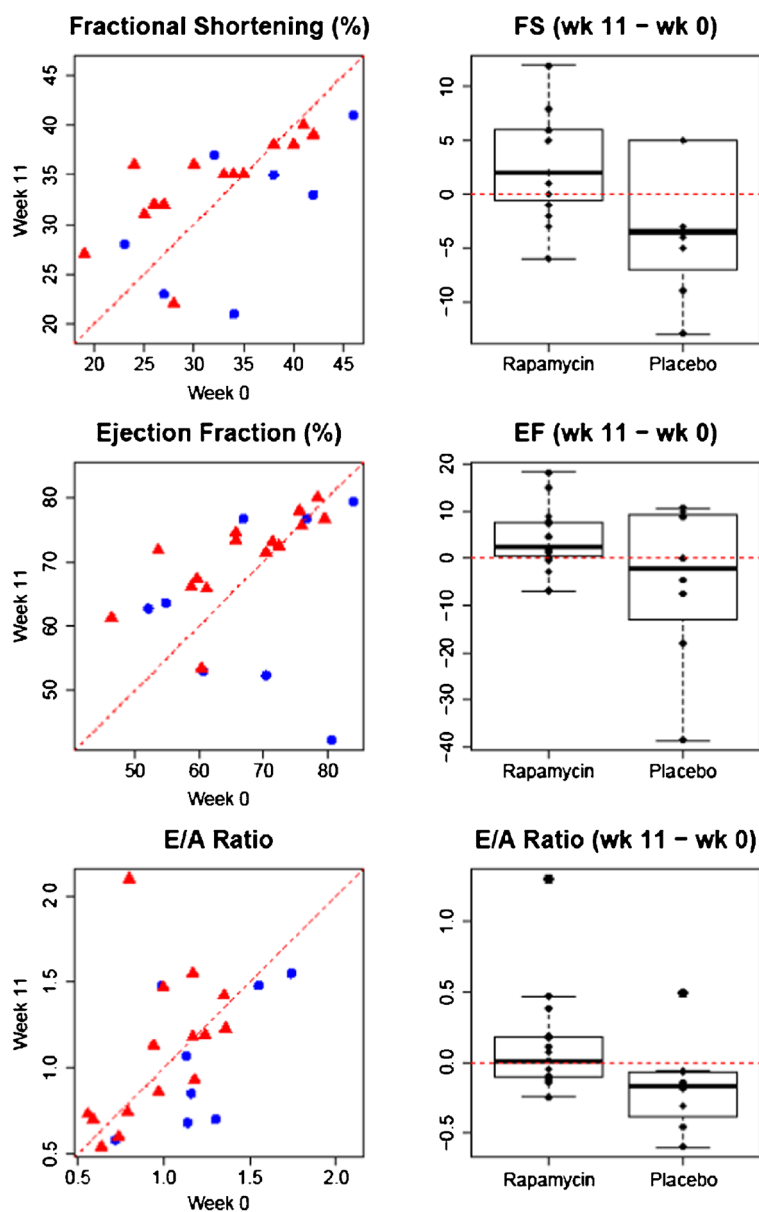 Fractional Shortening (%)
FS (wk 11 − wk 0)
45
40
35
30
25
20
Week 11
20 25 30 35 40 45
Week 0
10
5
0
−5
−10
Rapamycin Placebo
Ejection Fraction (%)
EF (wk 11 − wk 0)
80
70
60
50
Week 11
50 60 70 80
Week 0
20
10
0
−10
−20
−30
−40
Rapamycin Placebo
E/A Ratio
E/A Ratio (wk 11 − wk 0)
2.0
1.5
1.0
0.5
Week 11
0.5 1.0 1.5 2.0
Week 0
1.0
0.5
0.0
−0.5
Rapamycin Placebo